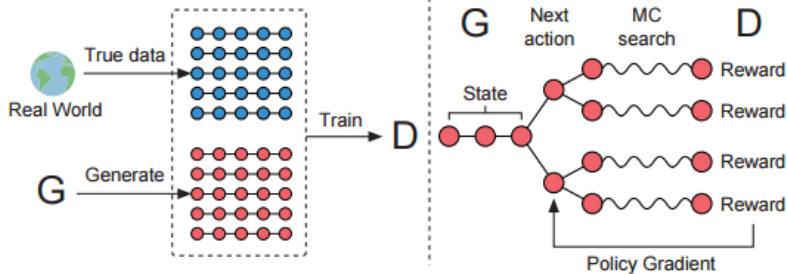 True data
Real World
G
Generate
Train
D
G
Next
action
MC
search
D
State
Reward
Reward
Reward
Reward
Policy Gradient